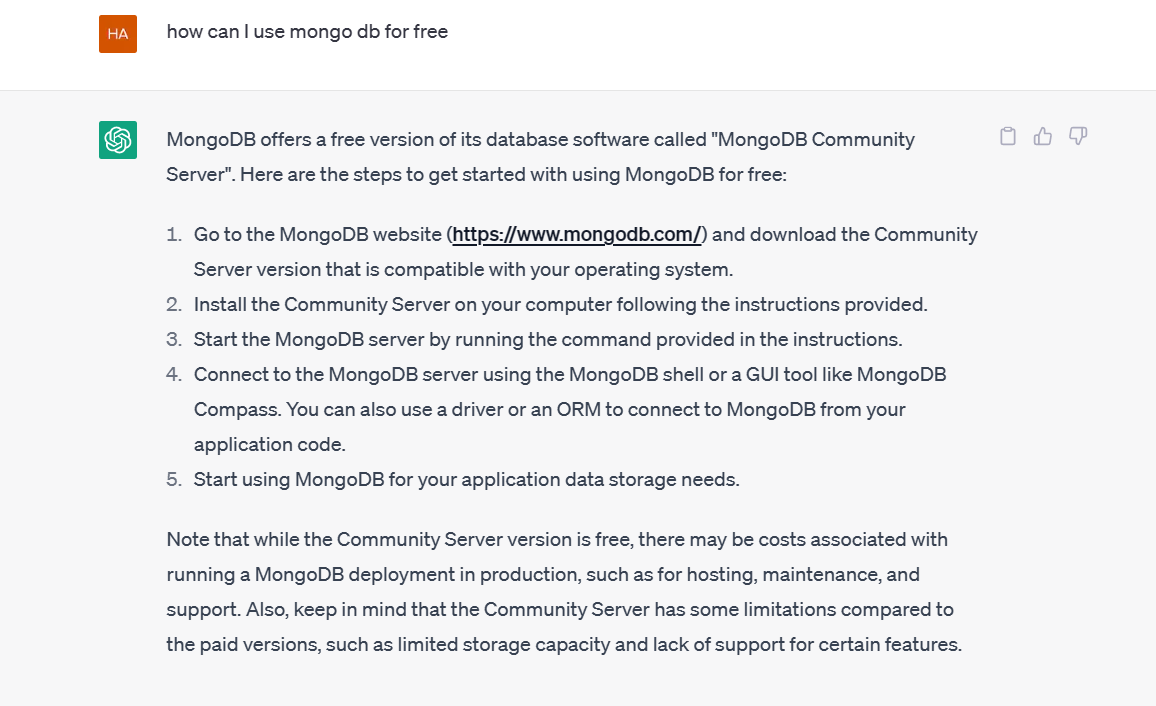 HA
how can I use mongo db for free
MongoDB offers a free version of its database software called "MongoDB Community
Server". Here are the steps to get started with using MongoDB for free:
1. Go to the MongoDB website (https://www.mongodb.com/) and download the Community
Server version that is compatible with your operating system.
2. Install the Community Server on your computer following the instructions provided.
3. Start the MongoDB server by running the command provided in the instructions.
4. Connect to the MongoDB server using the MongoDB shell or a GUI tool like MongoDB
Compass. You can also use a driver or an ORM to connect to MongoDB from your
application code.
5. Start using MongoDB for your application data storage needs.
Note that while the Community Server version is free, there may be costs associated with
running a MongoDB deployment in production, such as for hosting, maintenance, and
support. Also, keep in mind that the Community Server has some limitations compared to
the paid versions, such as limited storage capacity and lack of support for certain features.